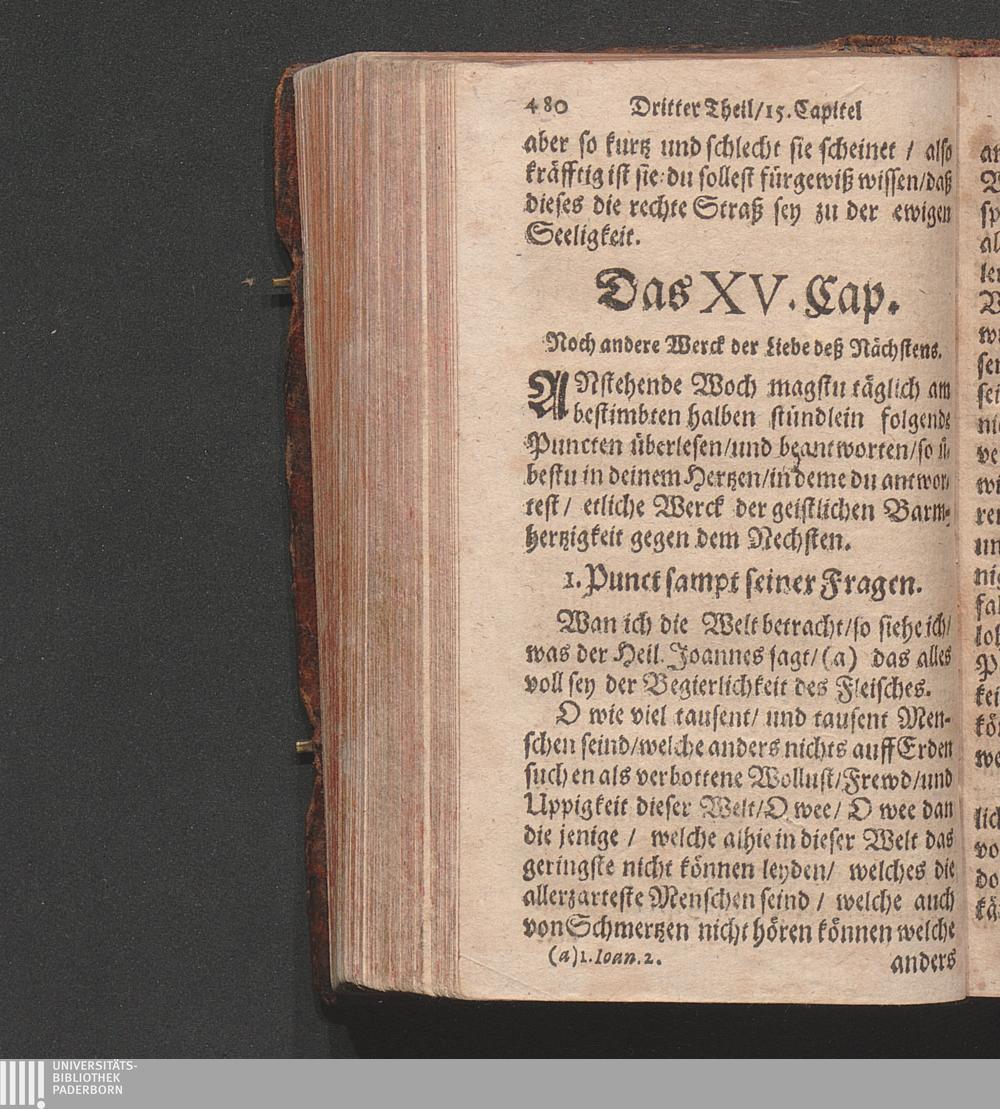 480 Dritter Theil/15. Capitel
aber so kurtz und schlecht sie scheinet / also
kräfftig ist sie: du sollest fürgewiß wissen/daß
dieses die rechte Straß sey zu der ewigen
Seeligkeit.
Das XV. Cap.
Noch andere Werck der Liebe deß Nächstens.
ANstehende Woch magstu täglich am
bestimbten halben stündlein folgende
Puncten überlesen/und beantworten/so ü-
bestu in deinem Hertzen/indeme du antwor-
test / etliche Werck der geistlichen Barm-
hertzigkeit gegen dem Nechsten.
1. Punct sampt seiner Fragen.
Wan ich die Welt betracht/so siehe ich/
was der Heil. Joannes sagt/(a) das alles
voll sey der Begierlichkeit des Fleisches.
O wie viel tausent/ und tausent Men-
schen seind/welche anders nichts auff Erden
suchen als verbottene Wollust/Frewd/und
Uppigkeit dieser Welt/O wee/ O wee dan
die jenige / welche alhie in dieser Welt das
geringste nicht können leyden/ welches die
allerzarteste Menschen seind / welche auch
von Schmertzen nicht hören können welche
(a)1. Ioan. 2.
anders
UNIVERSITÄTS-
BIBLIOTHEK
PADERBORN